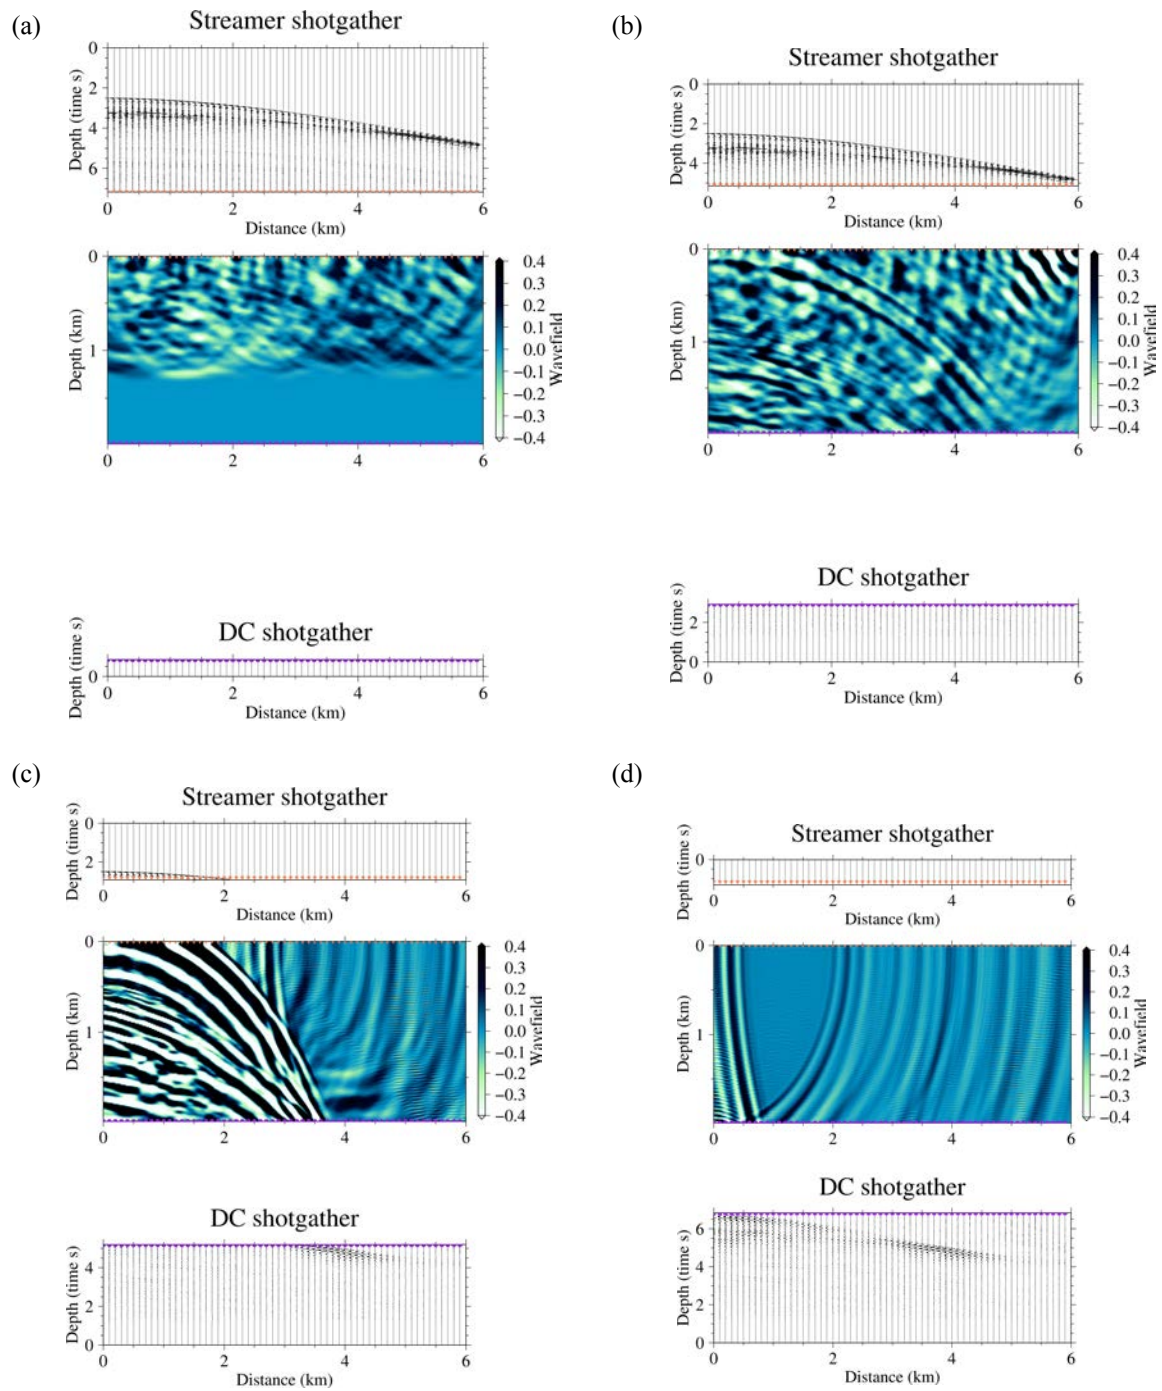 (a)
Streamer shotgather
0
2
4
6
Depth (time s)
0 2 4 6
Distance (km)
0
1
Depth (km)
0.4
0.3
0.2
0.1
0.0
−0.1
−0.2
−0.3
−0.4
Wavefield
0 2 4 6
DC shotgather
Depth (time s)
0
0 2 4 6
Distance (km)
(b)
Streamer shotgather
0
2
4
Depth (time s)
0 2 4 6
Distance (km)
0
1
Depth (km)
0.4
0.3
0.2
0.1
0.0
−0.1
−0.2
−0.3
−0.4
Wavefield
0 2 4 6
DC shotgather
2
0
Depth (time s)
0 2 4 6
Distance (km)
(c)
Streamer shotgather
0
2
Depth (time s)
0 2 4 6
Distance (km)
0
1
Depth (km)
0.4
0.3
0.2
0.1
0.0
−0.1
−0.2
−0.3
−0.4
Wavefield
0 2 4 6
DC shotgather
4
2
0
Depth (time s)
0 2 4 6
Distance (km)
(d)
Streamer shotgather
0
Depth (time s)
0 2 4 6
Distance (km)
0
1
Depth (km)
0.4
0.3
0.2
0.1
0.0
−0.1
−0.2
−0.3
−0.4
Wavefield
0 2 4 6
DC shotgather
6
4
2
0
Depth (time s)
0 2 4 6
Distance (km)